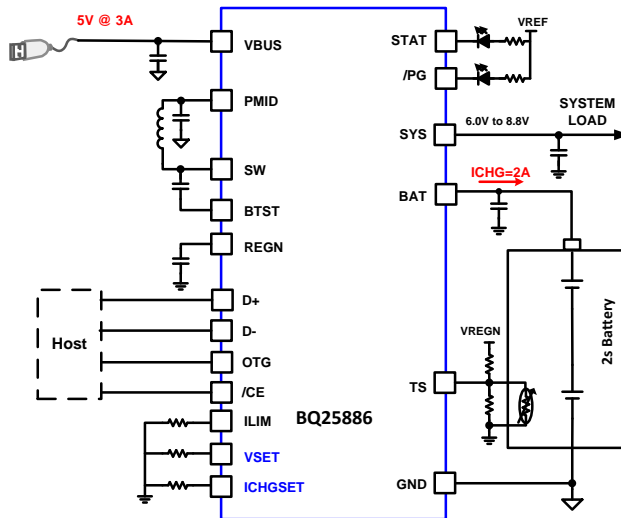 5V @ 3A
VBUS
PMID
SW
BTST
REGN
D+
D-
OTG
/CE
ILIM
VSET
ICHGSET
Host
BQ25886
STAT
/PG
SYS
BAT
TS
GND
VREF
6.0V to 8.8V
SYSTEM
LOAD
ICHG=2A
VREGN
2s Battery